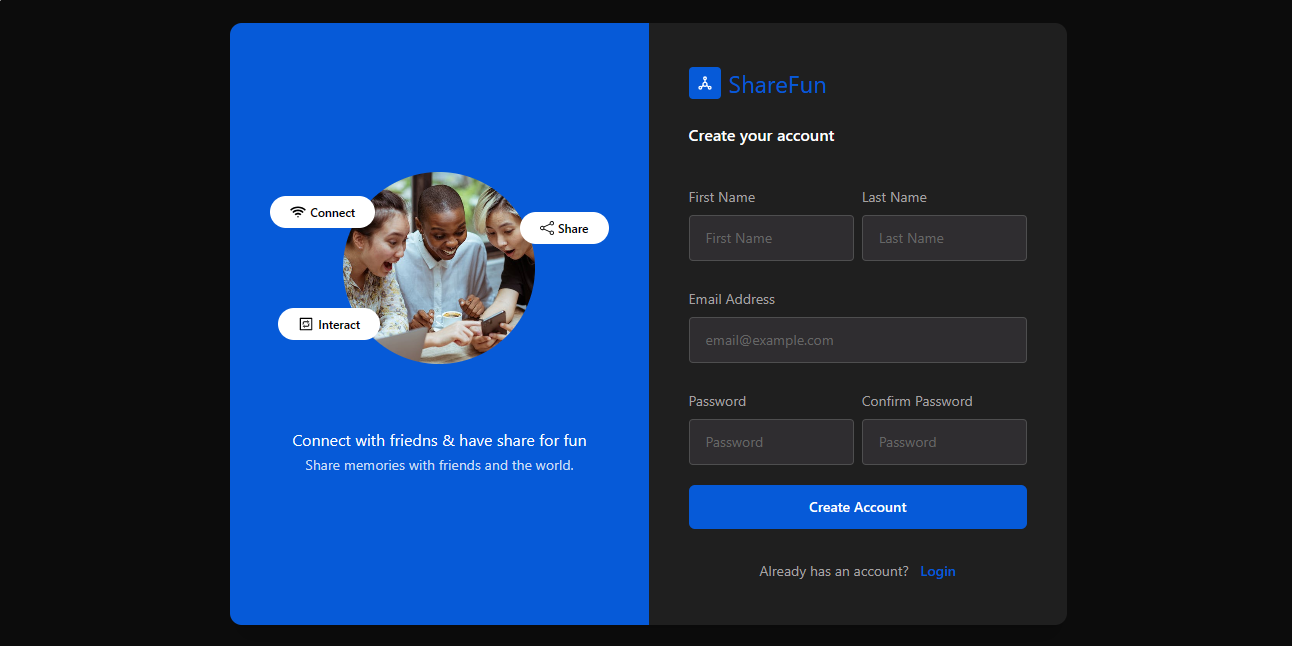 Connect
Share
Interact
Connect with friedns & have share for fun
Share memories with friends and the world.
ShareFun
Create your account
First Name Last Name
First Name Last Name
Email Address
email@example.com
Password Confirm Password
Password Password
Create Account
Already has an account? Login